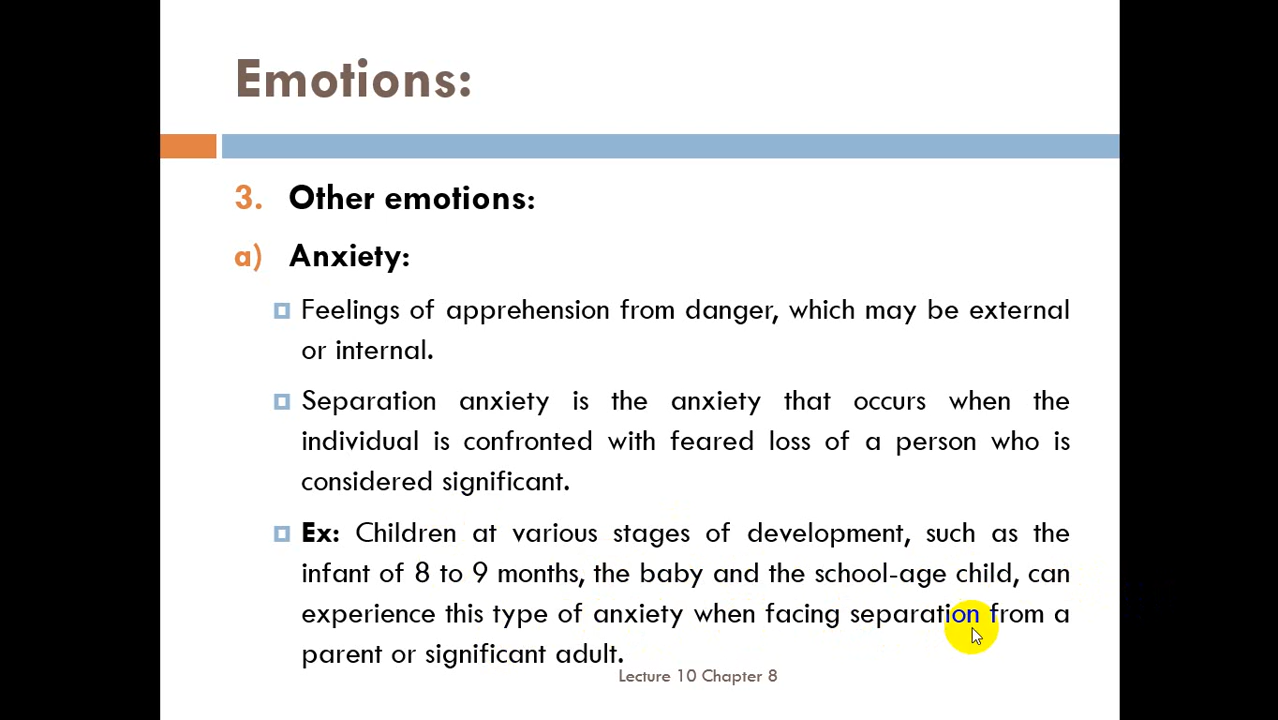 Emotions:
3. Other emotions:
a) Anxiety:
Feelings of apprehension from danger, which may be external
or internal.
Separation anxiety is the anxiety that occurs when the
individual is confronted with feared loss of a person who is
considered significant.
Ex: Children at various stages of development, such as the
infant of 8 to 9 months, the baby and the school-age child, can
experience this type of anxiety when facing separation from a
parent or significant adult.
Lecture 10 Chapter 8